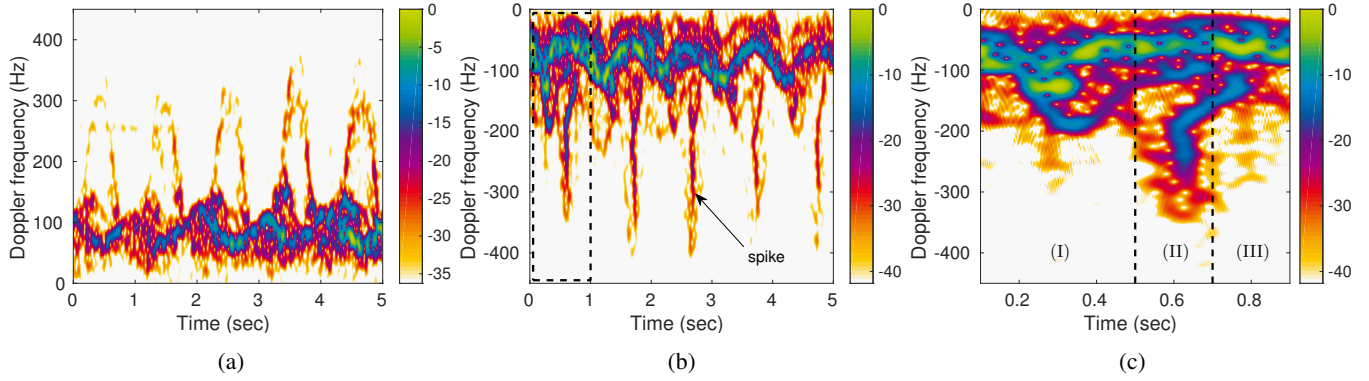 400
300
200
100
0
Doppler frequency (Hz)
0 1 2 3 4 5
Time (sec)
0
-5
-10
-15
-20
-25
-30
-35
(a)
0
-100
-200
-300
-400
Doppler frequency (Hz)
spike
0 1 2 3 4 5
Time (sec)
0
-10
-20
-30
-40
(b)
0
-100
-200
-300
-400
Doppler frequency (Hz)
(I) (II) (III)
0.2 0.4 0.6 0.8
Time (sec)
0
-10
-20
-30
-40
(c)